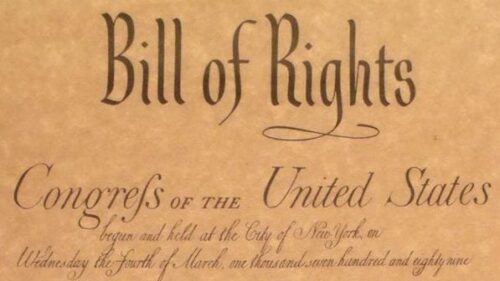 Bill of Rights
Congreſs OF THE United States
begun and held at the City of New York, on
Wednesday the Fourth of March, one thousand seven hundred and eighty nine